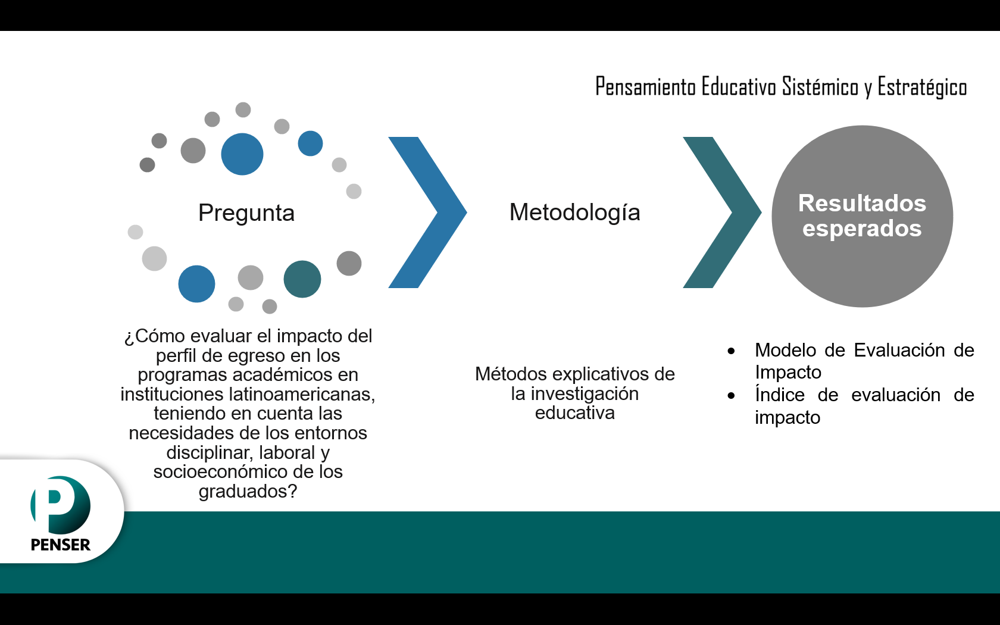 Pensamiento Educativo Sistémico y Estratégico
Pregunta
Metodología
Resultados
esperados
¿Cómo evaluar el impacto del
perfil de egreso en los
programas académicos en
instituciones latinoamericanas,
teniendo en cuenta las
necesidades de los entornos
disciplinar, laboral y
socioeconómico de los
graduados?
Métodos explicativos de
la investigación
educativa
• Modelo de Evaluación de
Impacto
• Índice de evaluación de
impacto
P
PENSER